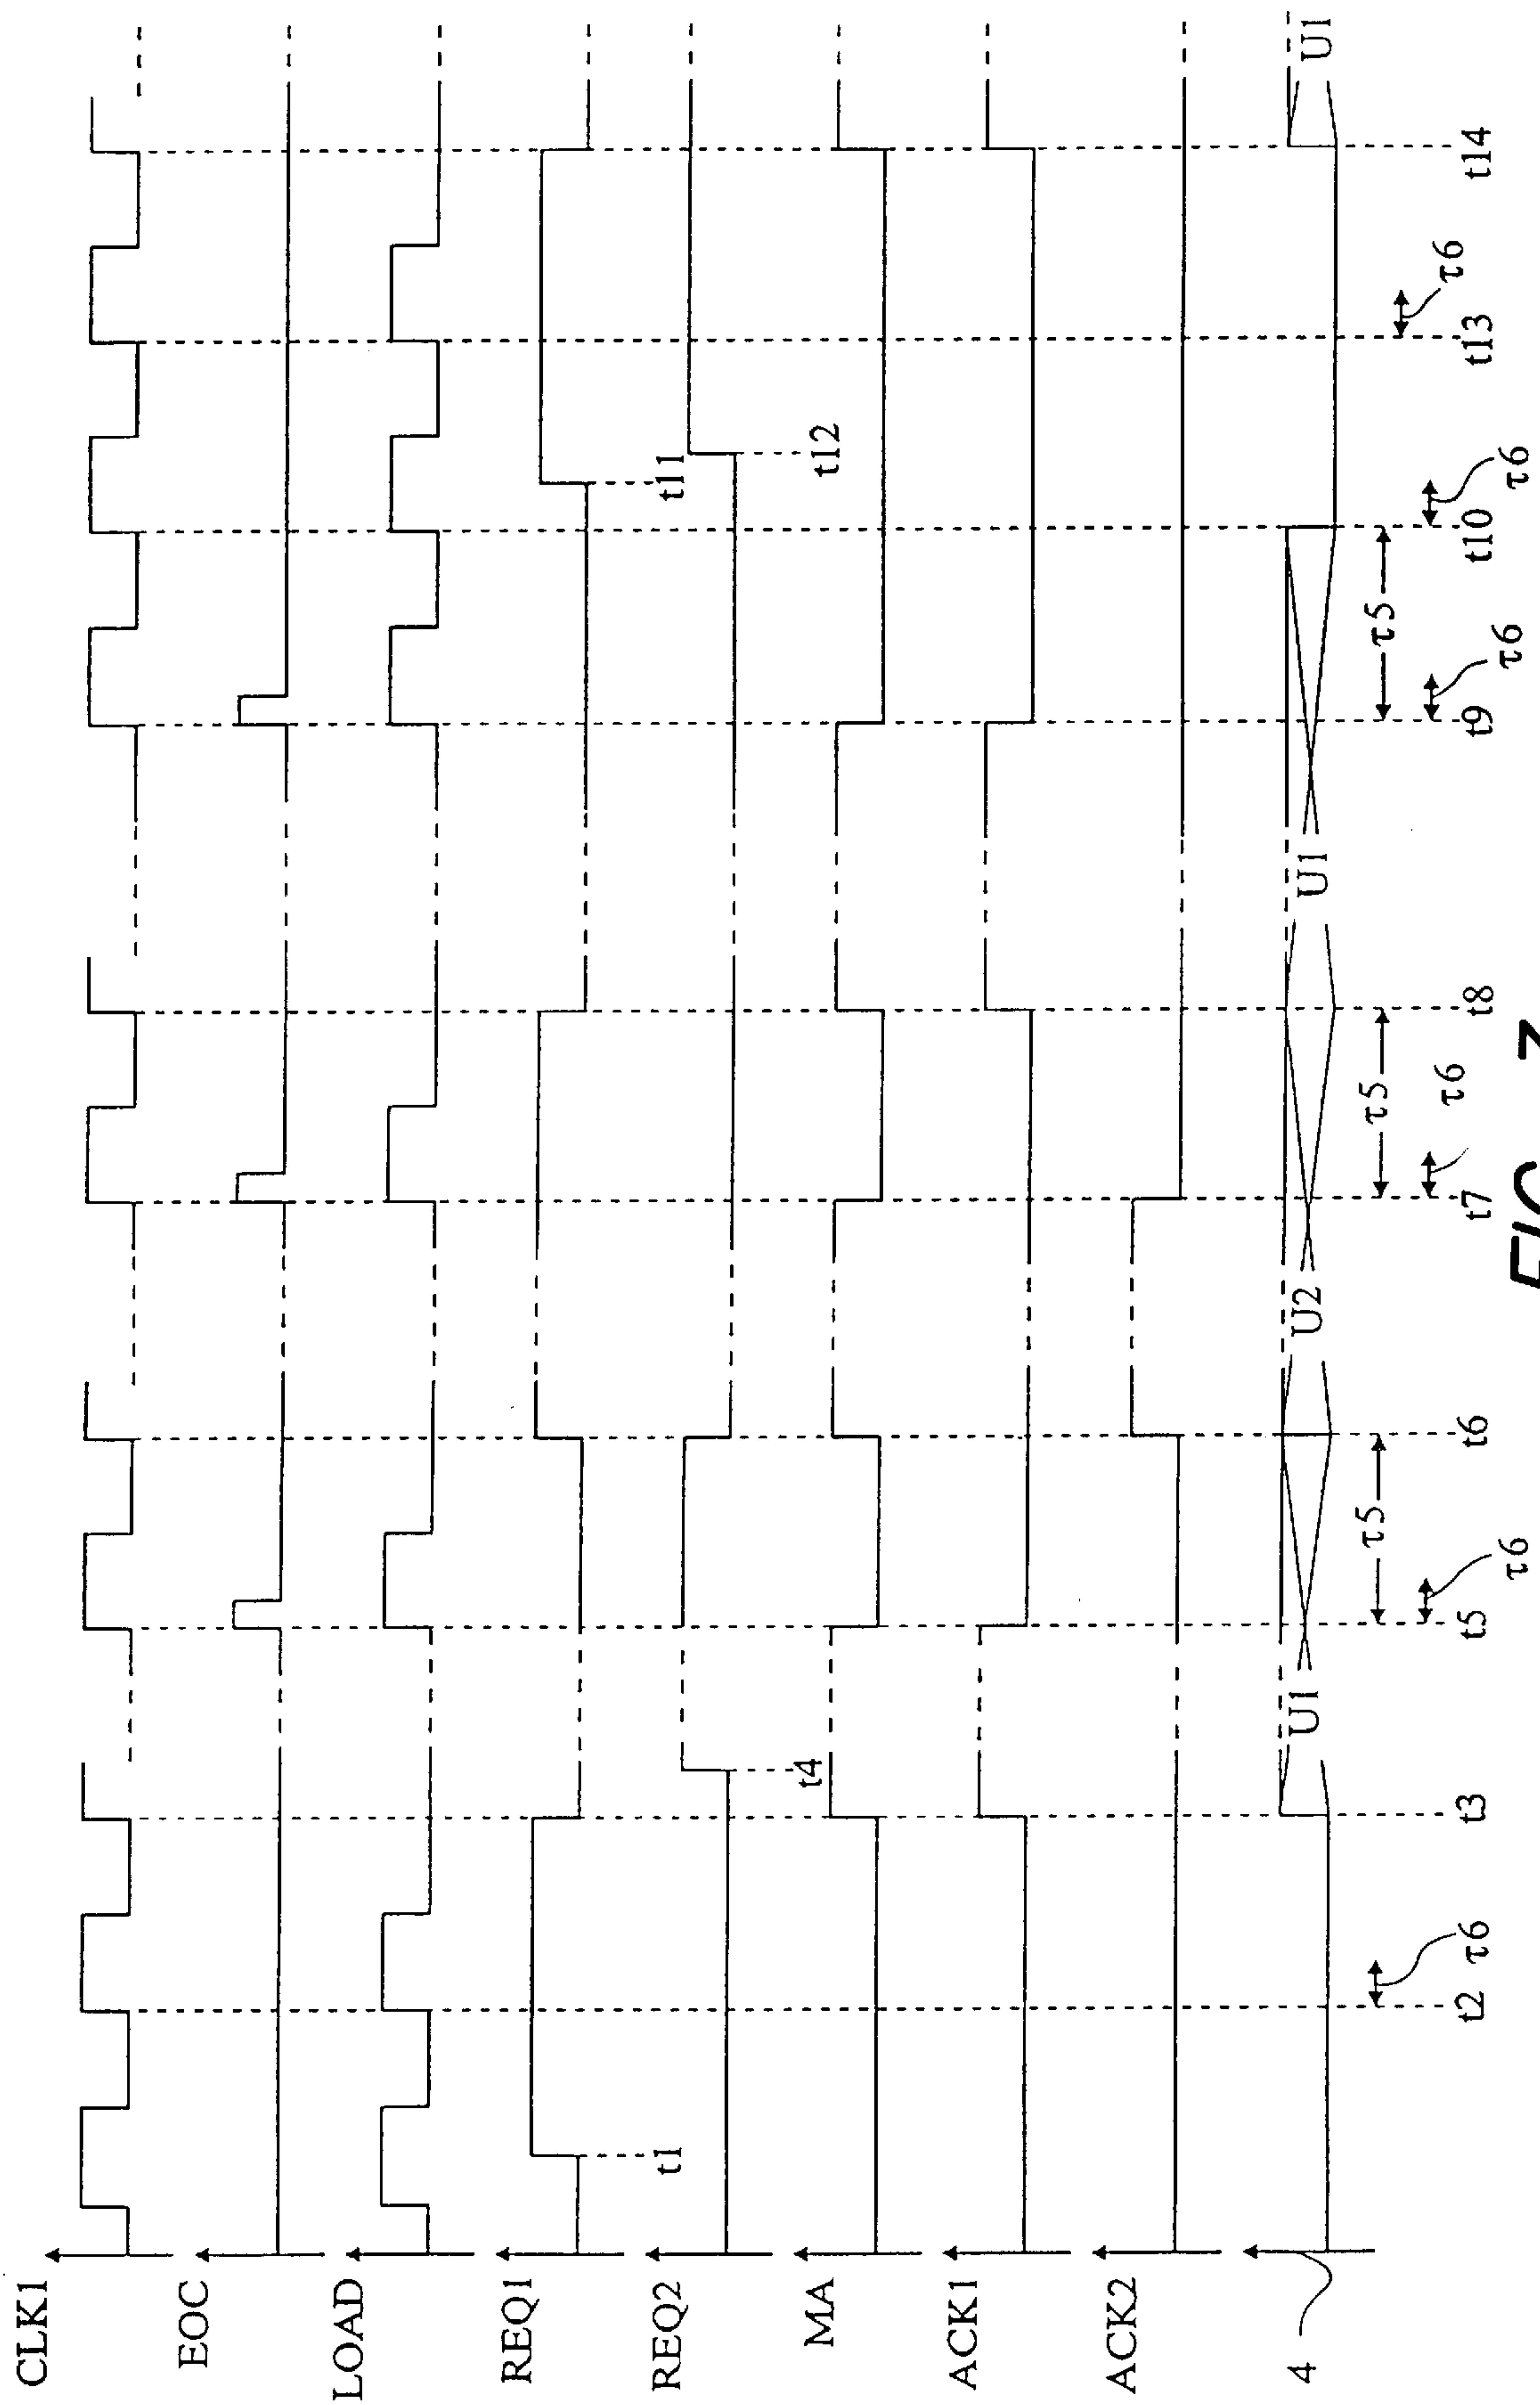 CLK1
EOC
LOAD
REQ1
t1
t11
REQ2
t4
t12
MA
ACK1
ACK2
4
U1
U2
U1
U1
τ5
τ5
τ5
τ6
τ6
τ6
τ6
τ6
τ6
t2
t3
t5
t6
t7
t8
t9
t10
t13
t14